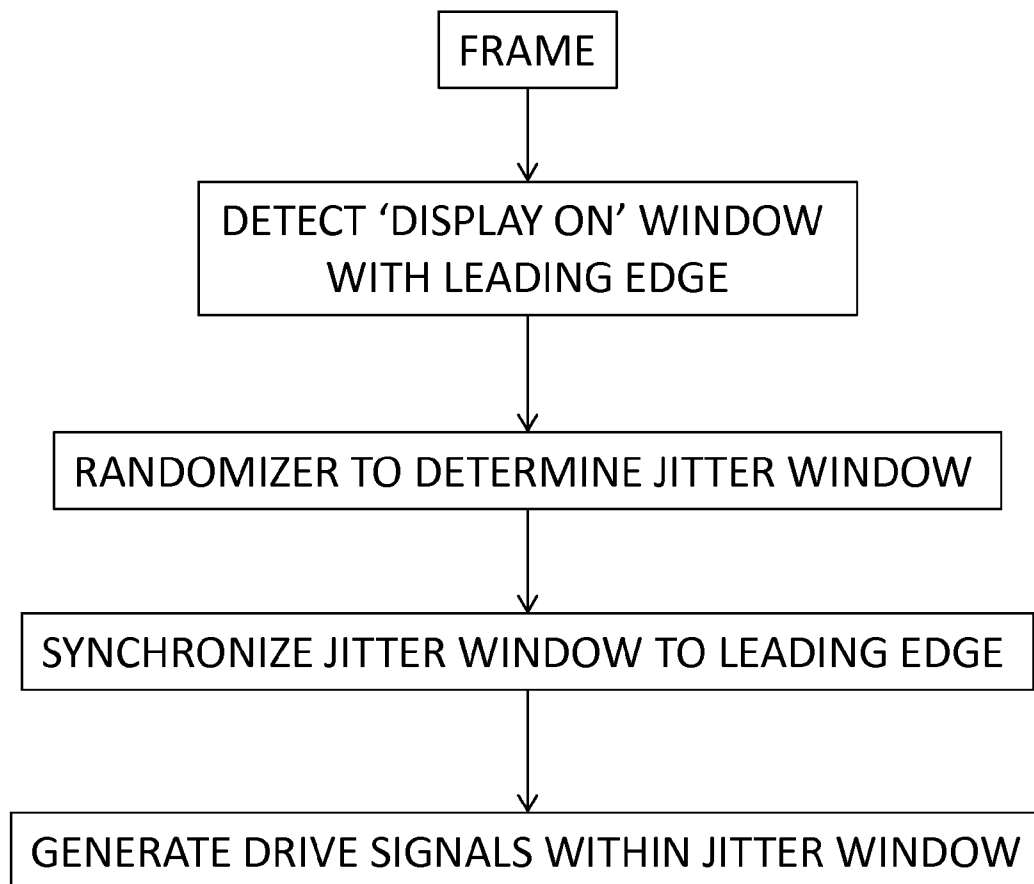 FRAME
DETECT ‘DISPLAY ON’ WINDOW
WITH LEADING EDGE
RANDOMIZER TO DETERMINE JITTER WINDOW
SYNCHRONIZE JITTER WINDOW TO LEADING EDGE
GENERATE DRIVE SIGNALS WITHIN JITTER WINDOW